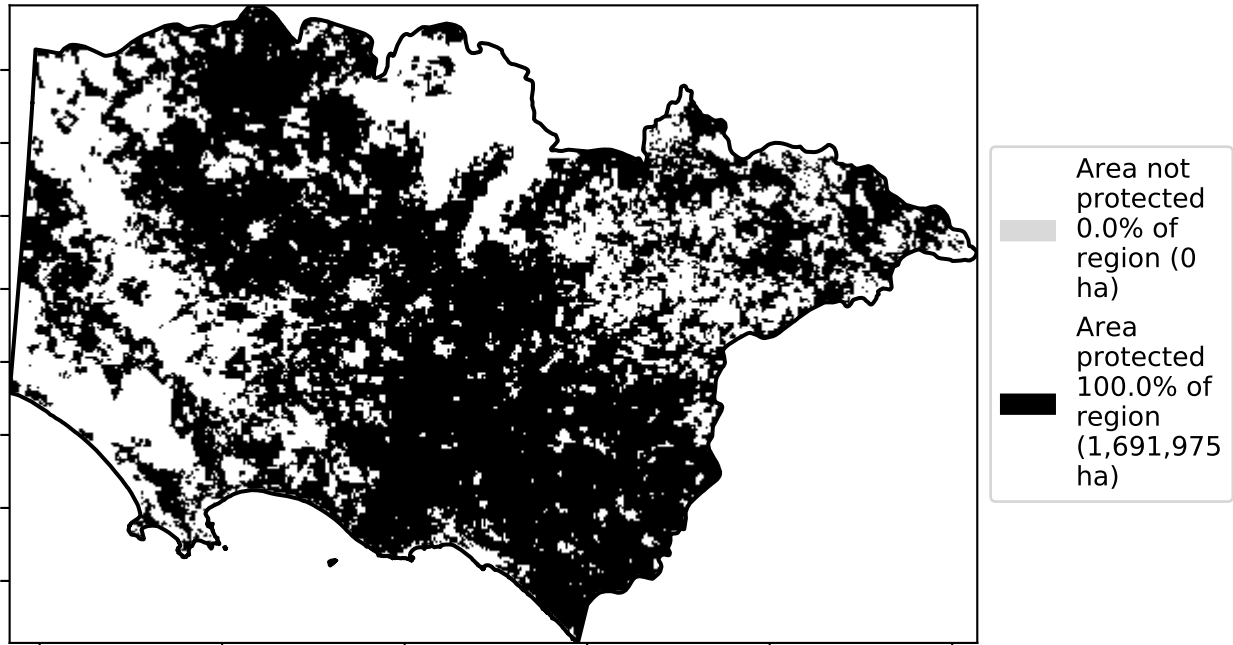 Area not
protected
0.0% of
region (0
ha)
Area
protected
100.0% of
region
(1,691,975
ha)